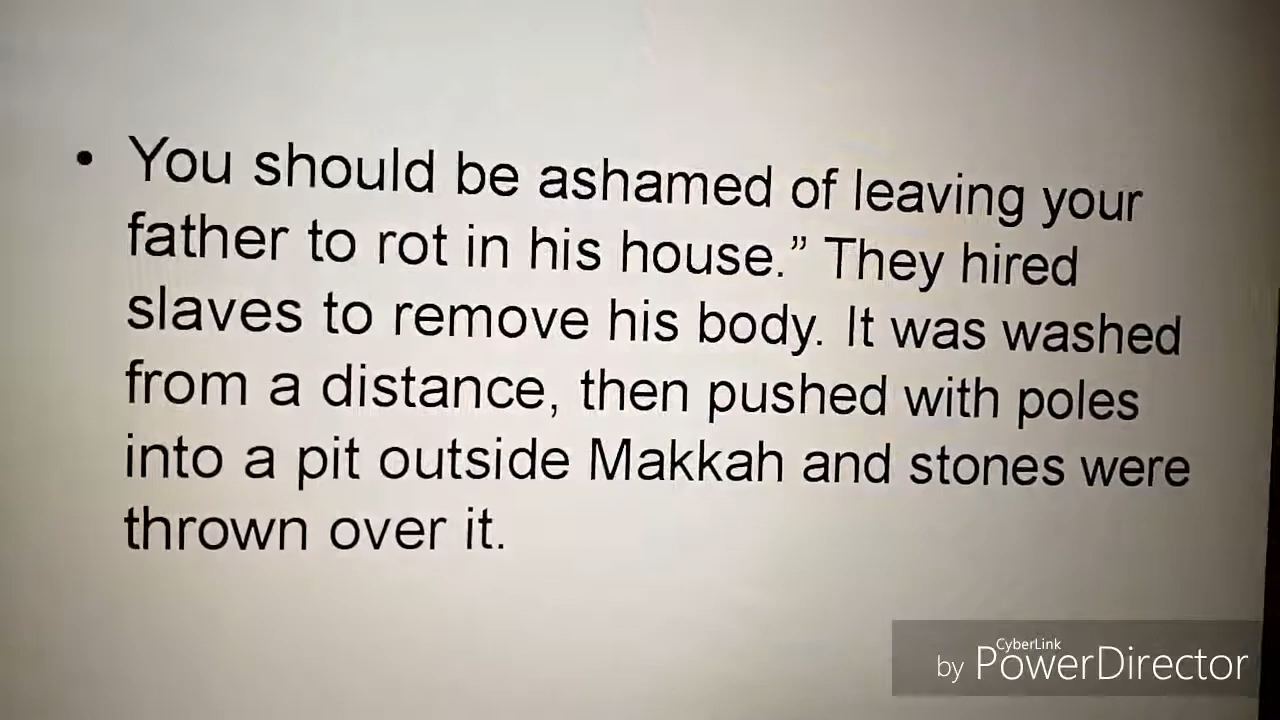 • You should be ashamed of leaving your
father to rot in his house.” They hired
slaves to remove his body. It was washed
from a distance, then pushed with poles
into a pit outside Makkah and stones were
thrown over it.
CyberLink
by PowerDirector